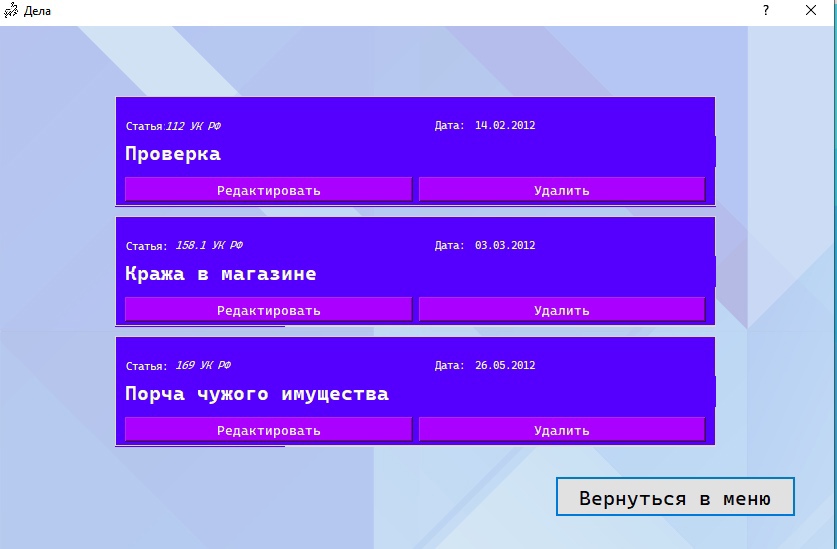 Дела
Статья:112 УК РФ Дата: 14.02.2012
Проверка
Редактировать Удалить
Статья: 158.1 УК РФ Дата: 03.03.2012
Кража в магазине
Редактировать Удалить
Статья: 169 УК РФ Дата: 26.05.2012
Порча чужого имущества
Редактировать Удалить
Вернуться в меню